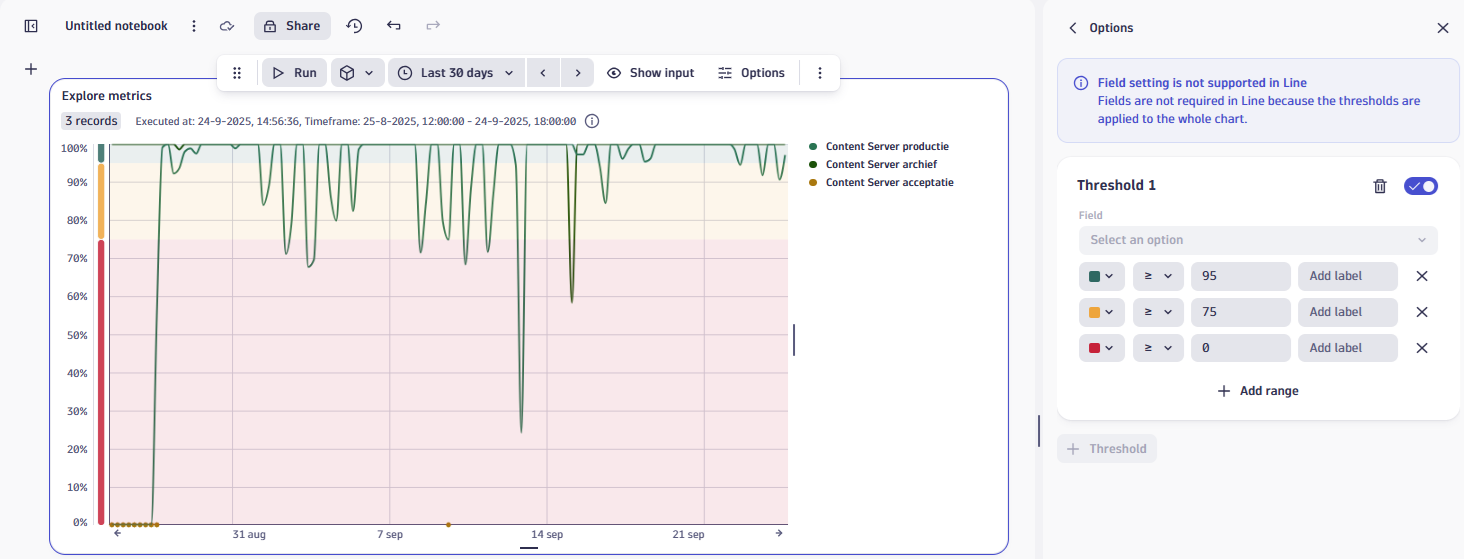 Untitled notebook
Share
Run
Last 30 days
Show input
Options
Explore metrics
3 records
Executed at: 24-9-2025, 14:56:36, Timeframe: 25-8-2025, 12:00:00 - 24-9-2025, 18:00:00
100%
90%
80%
70%
60%
50%
40%
30%
20%
10%
0%
31 aug
7 sep
14 sep
21 sep
Content Server productie
Content Server archief
Content Server acceptatie
Options
Field setting is not supported in Line
Fields are not required in Line because the thresholds are
applied to the whole chart.
Threshold 1
Field
Select an option
≥ 95 Add label
≥ 75 Add label
≥ 0 Add label
Add range
Threshold